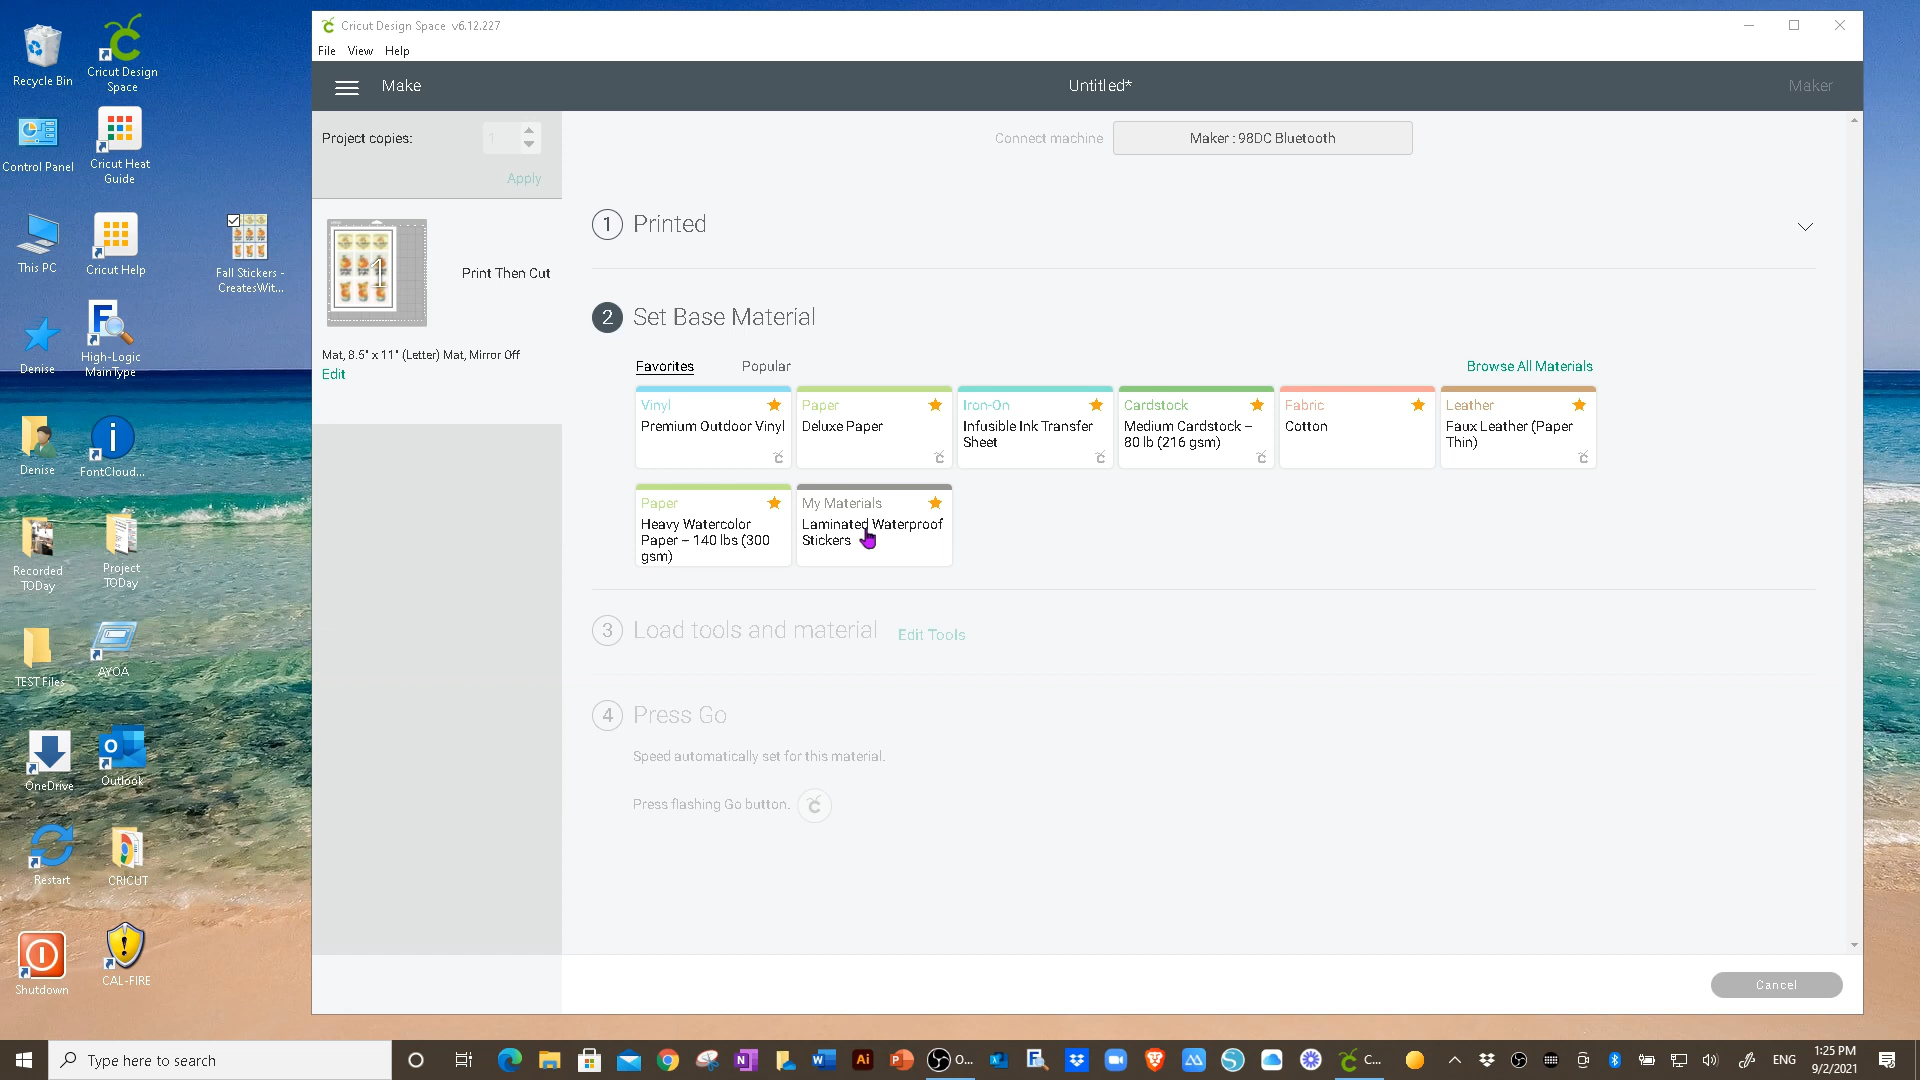 Cricut Design Space v6.12.227
File View Help
Make
Untitled*
Maker
Project copies:
1
Apply
Connect machine
Maker : 98DC Bluetooth
1
Print Then Cut
Mat, 8.5" x 11" (Letter) Mat, Mirror Off
Edit
1 Printed
2 Set Base Material
Favorites
Popular
Browse All Materials
Vinyl
Premium Outdoor Vinyl
Paper
Deluxe Paper
Iron-On
Infusible Ink Transfer
Sheet
Cardstock
Medium Cardstock –
80 lb (216 gsm)
Fabric
Cotton
Leather
Faux Leather (Paper
Thin)
Paper
Heavy Watercolor
Paper – 140 lbs (300
gsm)
My Materials
Laminated Waterproof
Stickers
3 Load tools and material
Edit Tools
4 Press Go
Speed automatically set for this material.
Press flashing Go button.
Cancel
Recycle Bin
Cricut Design
Space
Control Panel
Cricut Heat
Guide
This PC
Cricut Help
Fall Stickers -
CreatesWit...
Denise
High-Logic
MainType
Denise
FontCloud...
Recorded
TODay
Project
TODay
TEST Files
AYOA
OneDrive
Outlook
Restart
CRICUT
Shutdown
CAL-FIRE
Type here to search
O...
C...
ENG
1:25 PM
9/2/2021